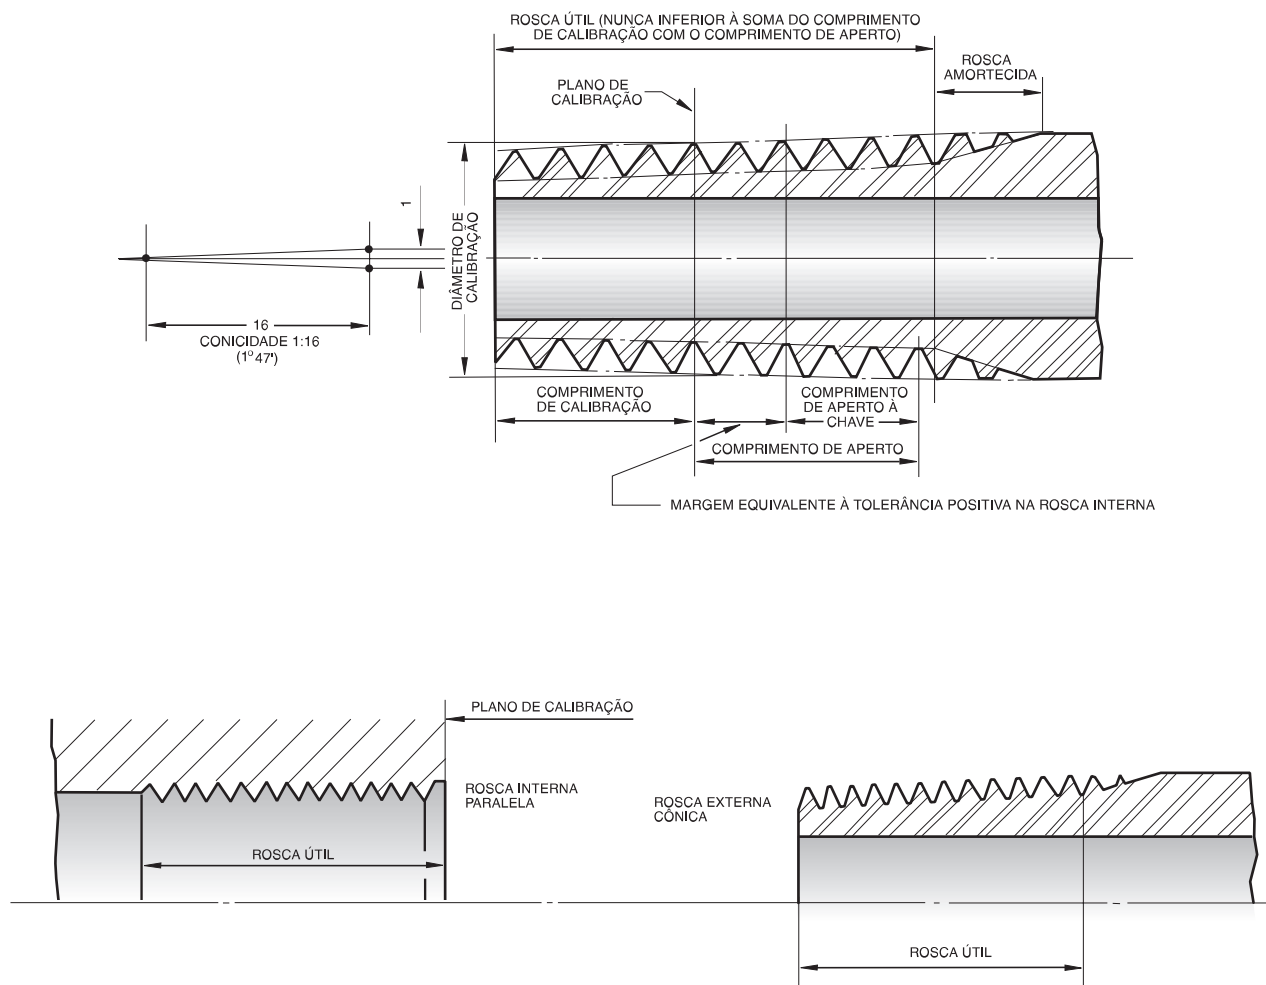 ROSCA ÚTIL (NUNCA INFERIOR À SOMA DO COMPRIMENTO
DE CALIBRAÇÃO COM O COMPRIMENTO DE APERTO)
ROSCA
AMORTECIDA
PLANO DE
CALIBRAÇÃO
1
DIÂMETRO DE
CALIBRAÇÃO
16
CONICIDADE 1:16
(1º 47')
COMPRIMENTO
DE CALIBRAÇÃO
COMPRIMENTO
DE APERTO À
CHAVE
COMPRIMENTO DE APERTO
MARGEM EQUIVALENTE À TOLERÂNCIA POSITIVA NA ROSCA INTERNA
PLANO DE CALIBRAÇÃO
ROSCA INTERNA
PARALELA
ROSCA EXTERNA
CÔNICA
ROSCA ÚTIL
ROSCA ÚTIL